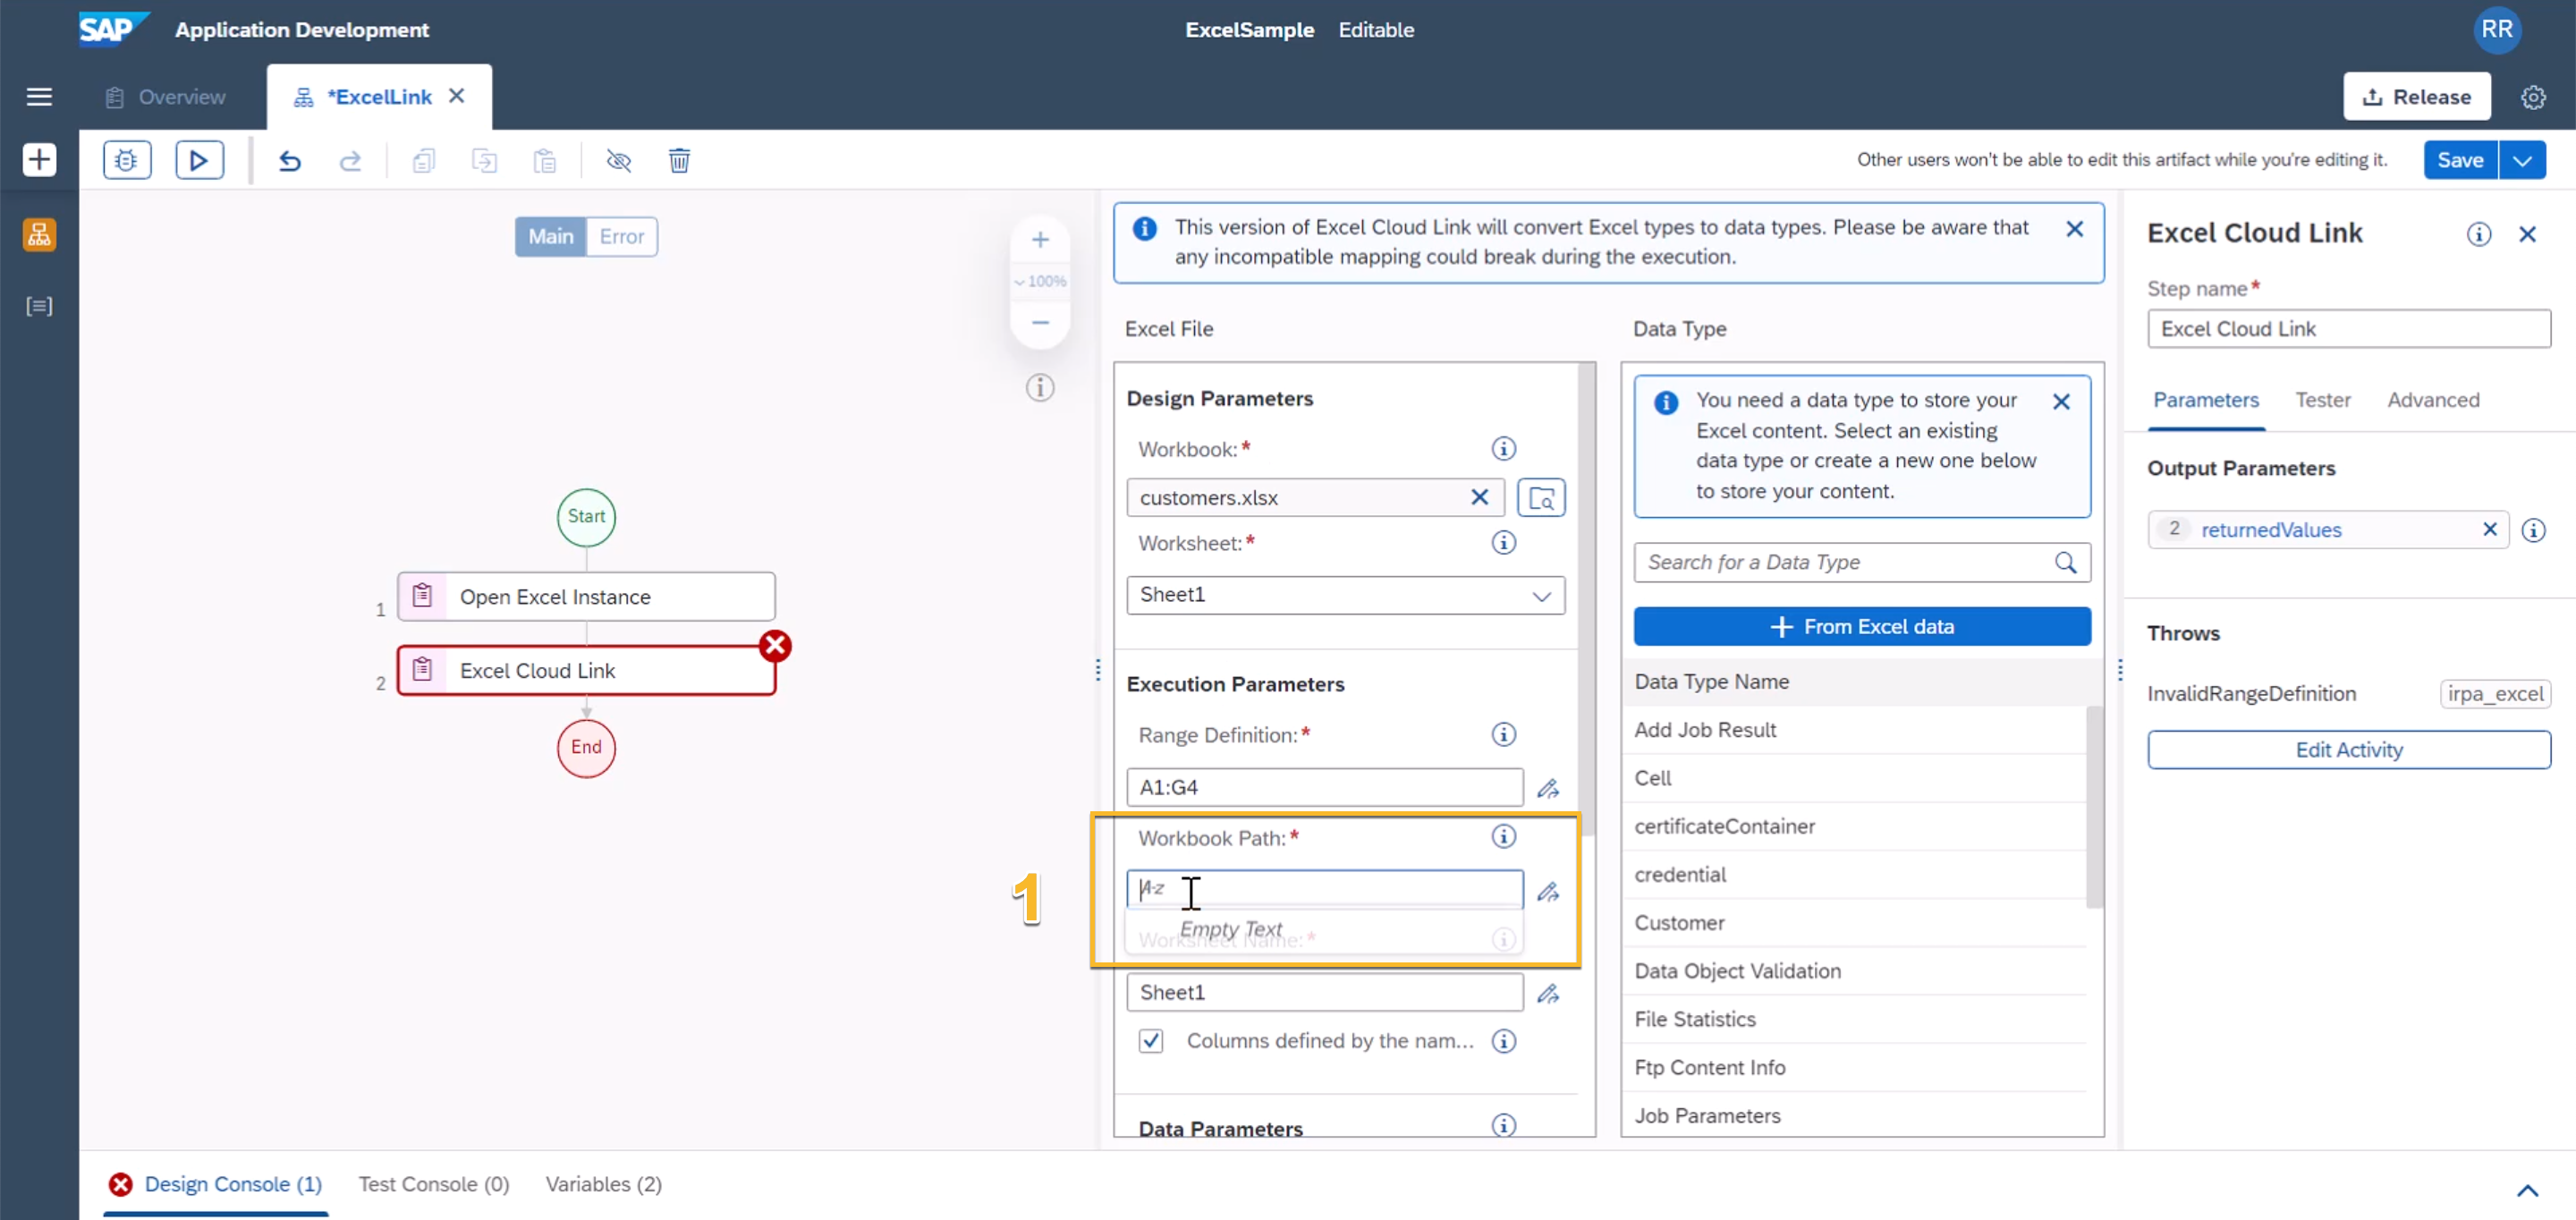 SAP Application Development
ExcelSample Editable
RR
Overview
*ExcelLink
Release
Other users won't be able to edit this artifact while you're editing it.
Save
Main Error
100%
Start
1 Open Excel Instance
2 Excel Cloud Link
End
This version of Excel Cloud Link will convert Excel types to data types. Please be aware that
any incompatible mapping could break during the execution.
Excel File
Design Parameters
Workbook:*
customers.xlsx
Worksheet:*
Sheet1
Execution Parameters
Range Definition:*
A1:G4
1
Workbook Path:*
A-z
Empty Text
Worksheet Name:*
Sheet1
Columns defined by the nam...
Data Parameters
Data Type
You need a data type to store your
Excel content. Select an existing
data type or create a new one below
to store your content.
Search for a Data Type
From Excel data
Data Type Name
Add Job Result
Cell
certificateContainer
credential
Customer
Data Object Validation
File Statistics
Ftp Content Info
Job Parameters
Excel Cloud Link
Step name*
Excel Cloud Link
Parameters Tester Advanced
Output Parameters
2 returnedValues
Throws
InvalidRangeDefinition irpa_excel
Edit Activity
Design Console (1) Test Console (0) Variables (2)